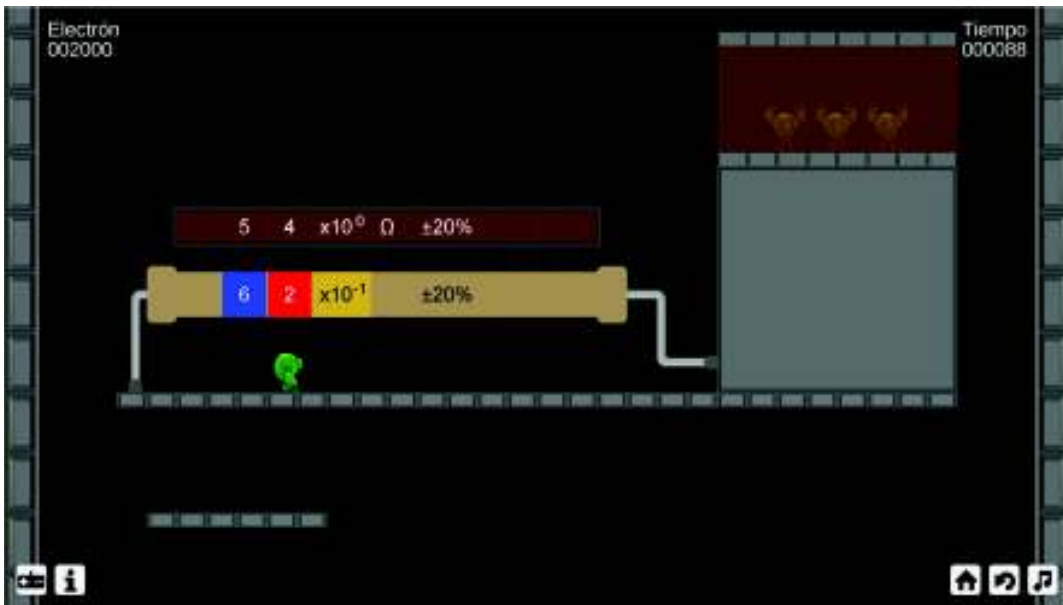 Electrón
002000
Tiempo
000088
5 4 x10⁰ Ω ±20%
6 2 x10⁻¹ ±20%